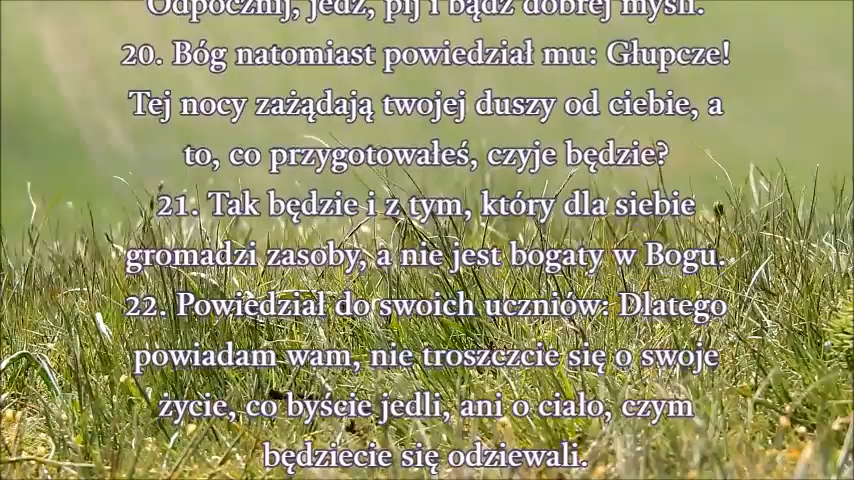 Odpocznij, jedz, pij i bądź dobrej myśli.
20. Bóg natomiast powiedział mu: Głupcze!
Tej nocy zażądają twojej duszy od ciebie, a
to, co przygotowałeś, czyje będzie?
21. Tak będzie i z tym, który dla siebie
gromadzi zasoby, a nie jest bogaty w Bogu.
22. Powiedział do swoich uczniów: Dlatego
powiadam wam, nie troszczcie się o swoje
życie, co byście jedli, ani o ciało, czym
będziecie się odziewali.